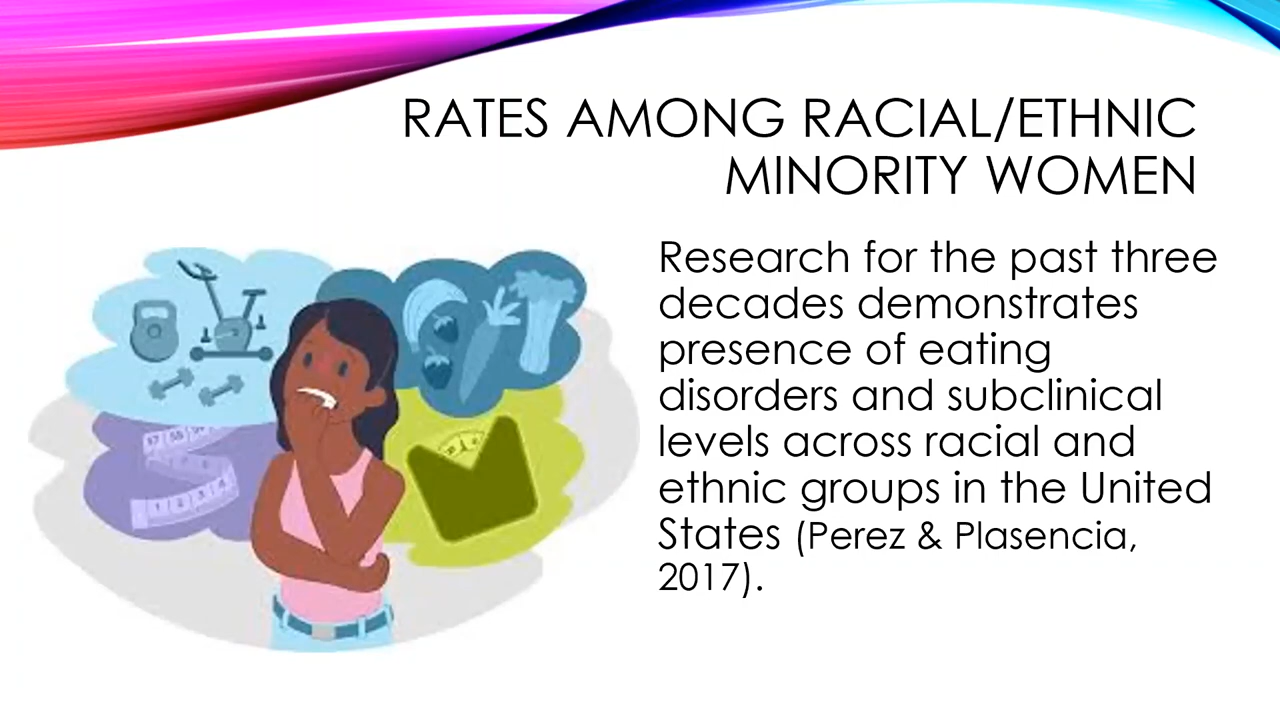 RATES AMONG RACIAL/ETHNIC
MINORITY WOMEN
Research for the past three
decades demonstrates
presence of eating
disorders and subclinical
levels across racial and
ethnic groups in the United
States (Perez & Plasencia,
2017).